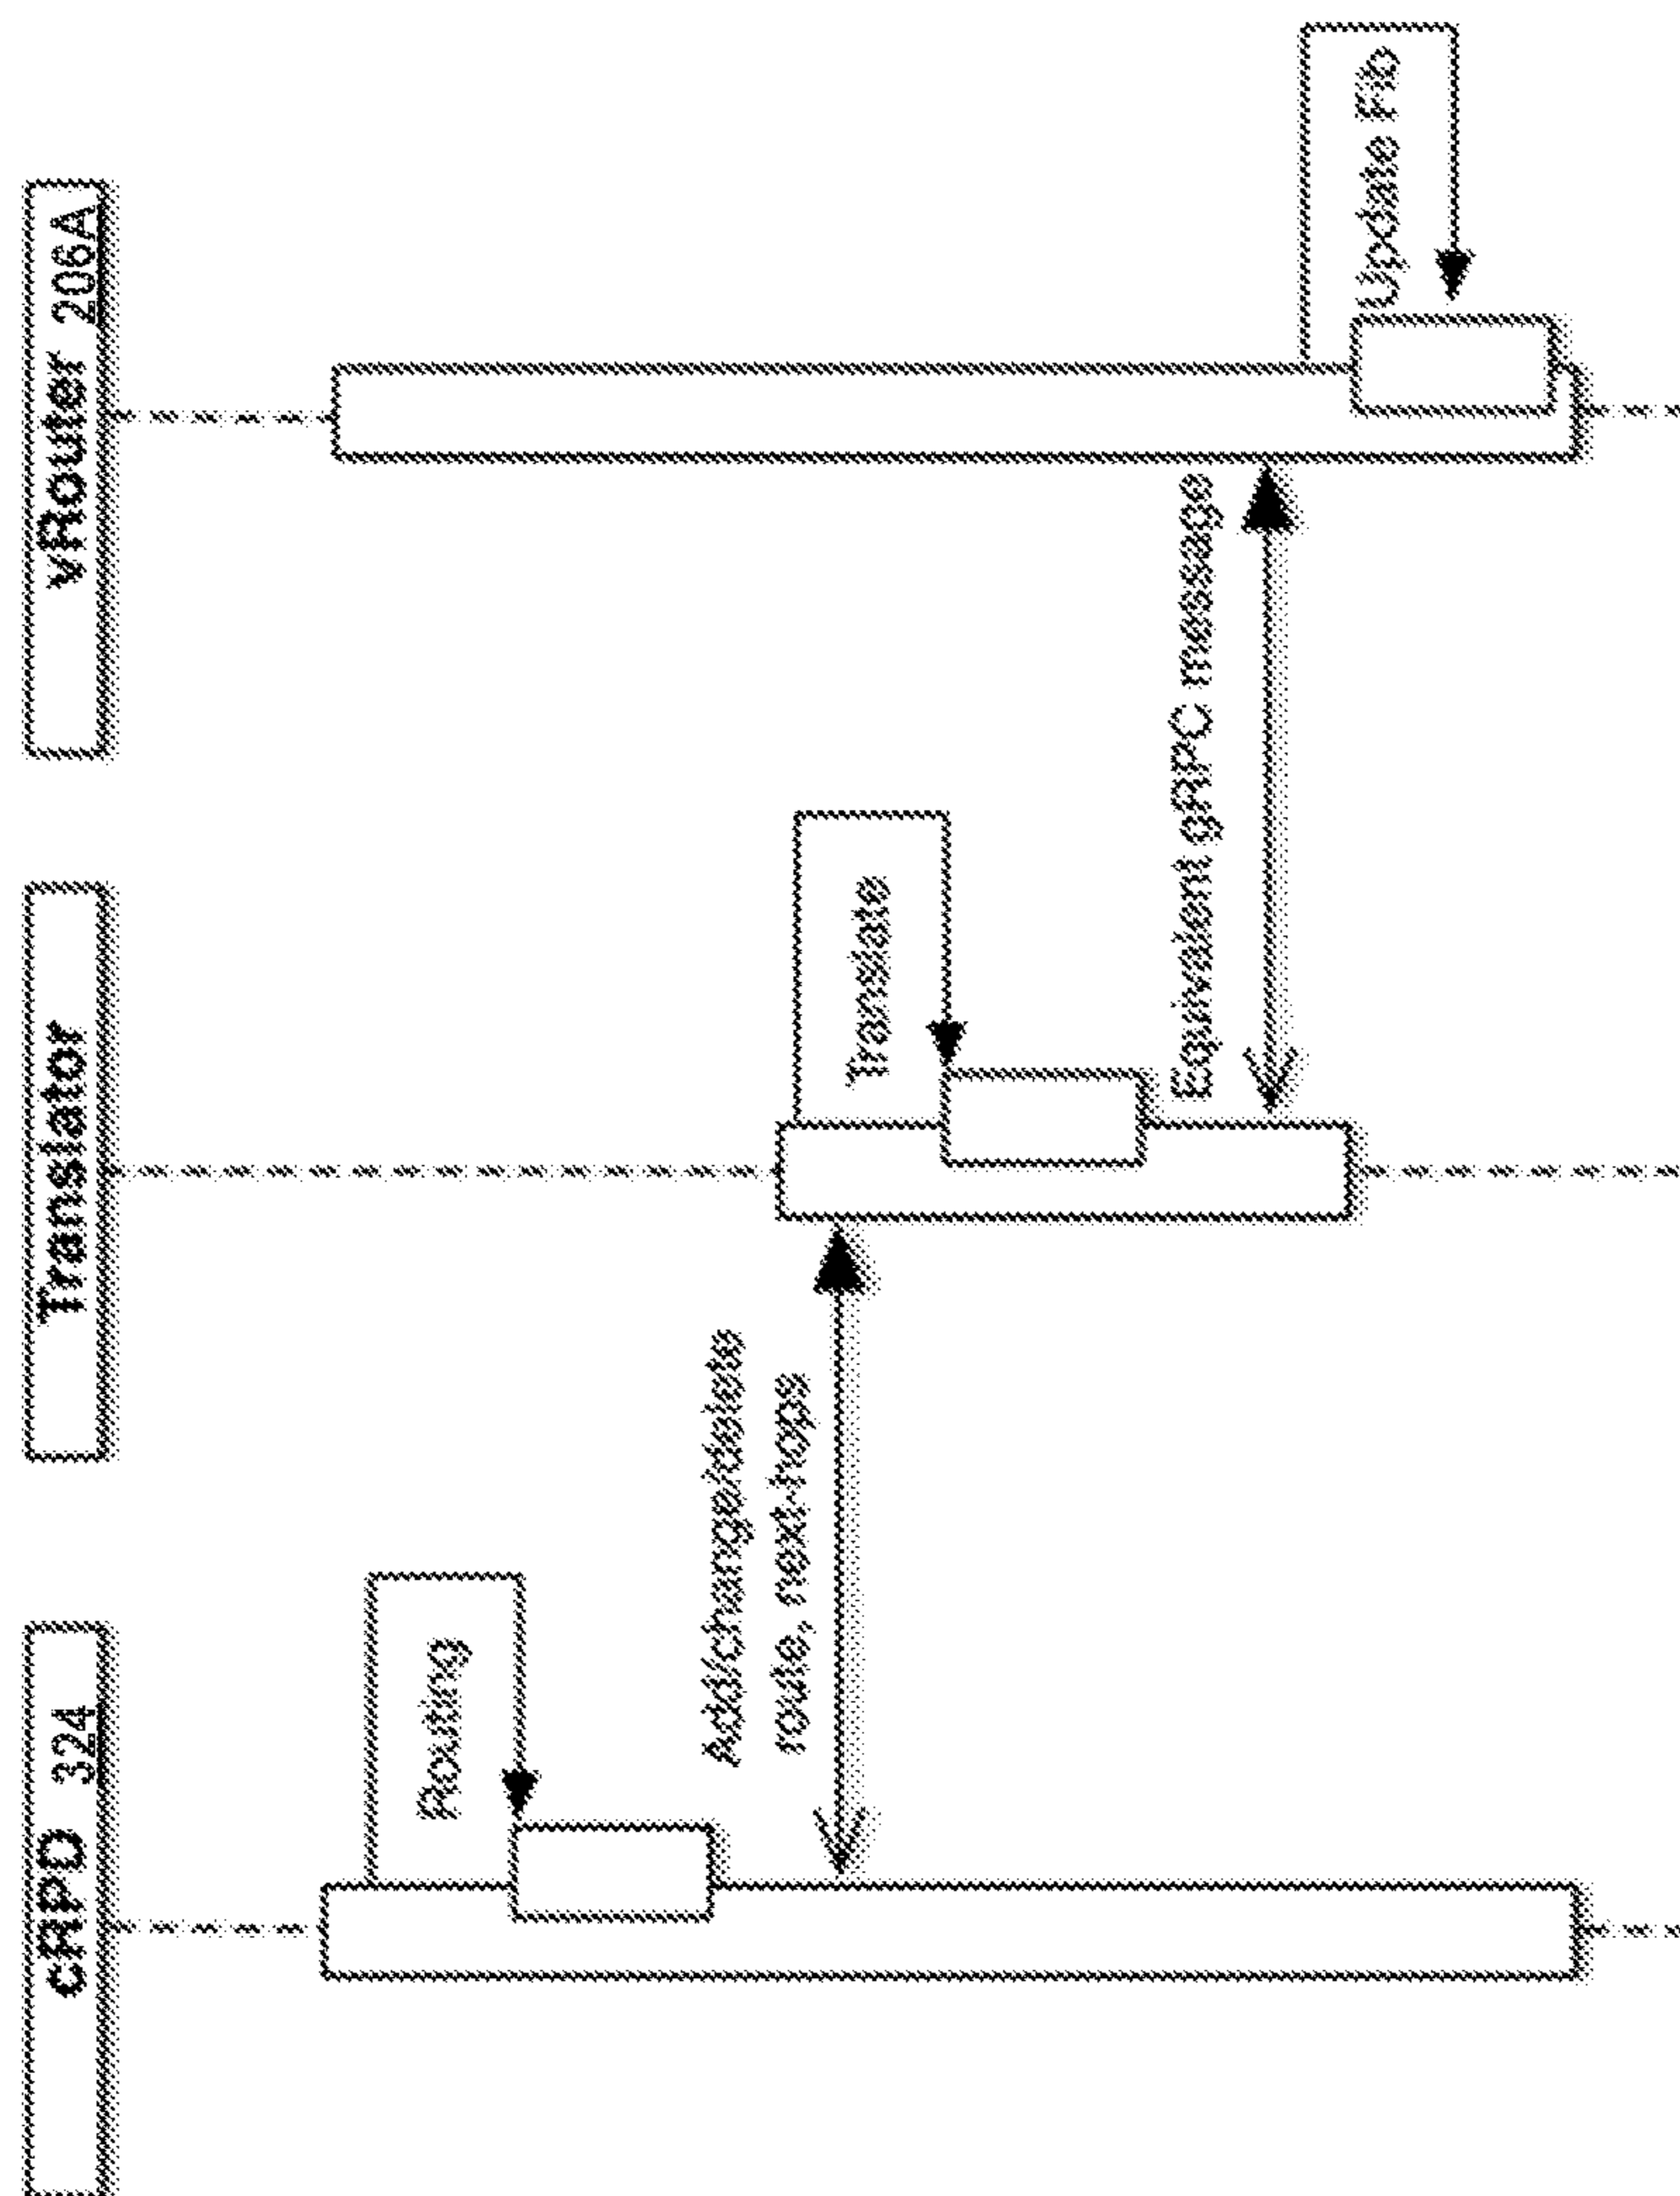 cRPD 324
Translator
vRouter 206A
Routing
Add/change/delete
route, next-hops
Translate
Equivalent gRPC message
Update Fib